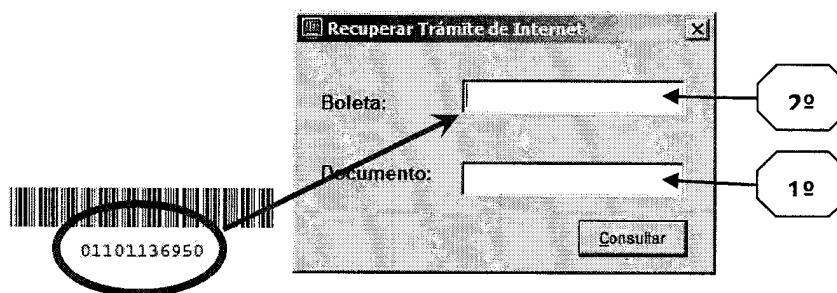 Recuperar Trámite de Internet
Boleta:
2º
Documento:
1º
01101136950
Consultar